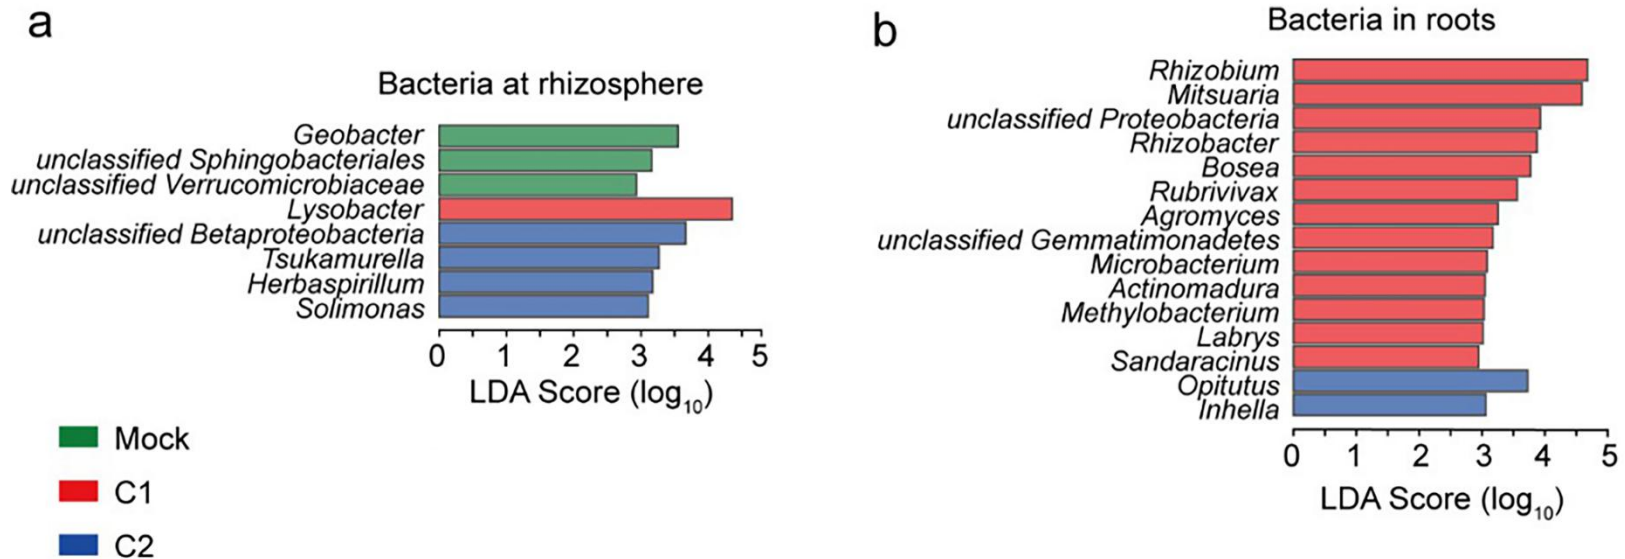 a
Bacteria at rhizosphere
Geobacter
unclassified Sphingobacteriales
unclassified Verrucomicrobiaceae
Lysobacter
unclassified Betaproteobacteria
Tsukamurella
Herbaspirillum
Solimonas
0 1 2 3 4 5
LDA Score (log10)
Mock
C1
C2
b
Bacteria in roots
Rhizobium
Mitsuaria
unclassified Proteobacteria
Rhizobacter
Bosea
Rubrivivax
Agromyces
unclassified Gemmatimonadetes
Microbacterium
Actinomadura
Methylobacterium
Labrys
Sandaracinus
Opitutus
Inhella
0 1 2 3 4 5
LDA Score (log10)